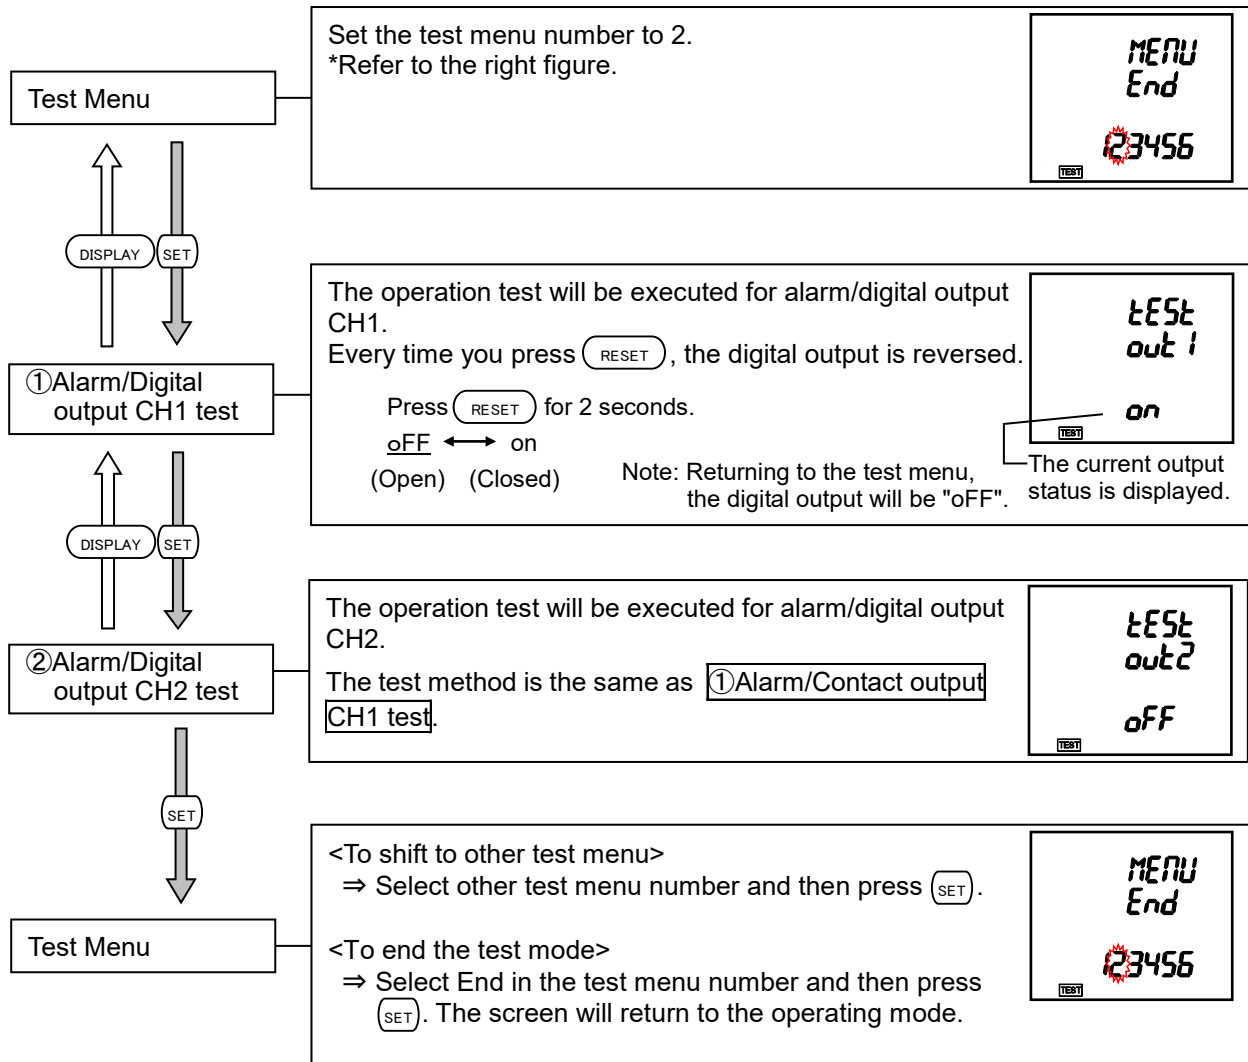 Test Menu
Set the test menu number to 2.
*Refer to the right figure.
MENU
End
123456
TEST
DISPLAY
SET
①Alarm/Digital
output CH1 test
The operation test will be executed for alarm/digital output
CH1.
Every time you press RESET, the digital output is reversed.
Press RESET for 2 seconds.
oFF ⟷ on
(Open) (Closed)
Note: Returning to the test menu,
the digital output will be "oFF".
tESt
out1
on
TEST
The current output
status is displayed.
DISPLAY
SET
②Alarm/Digital
output CH2 test
The operation test will be executed for alarm/digital output
CH2.
The test method is the same as ①Alarm/Contact output
CH1 test.
tESt
out2
oFF
TEST
SET
Test Menu
<To shift to other test menu>
⇒ Select other test menu number and then press SET.
<To end the test mode>
⇒ Select End in the test menu number and then press
SET. The screen will return to the operating mode.
MENU
End
123456
TEST